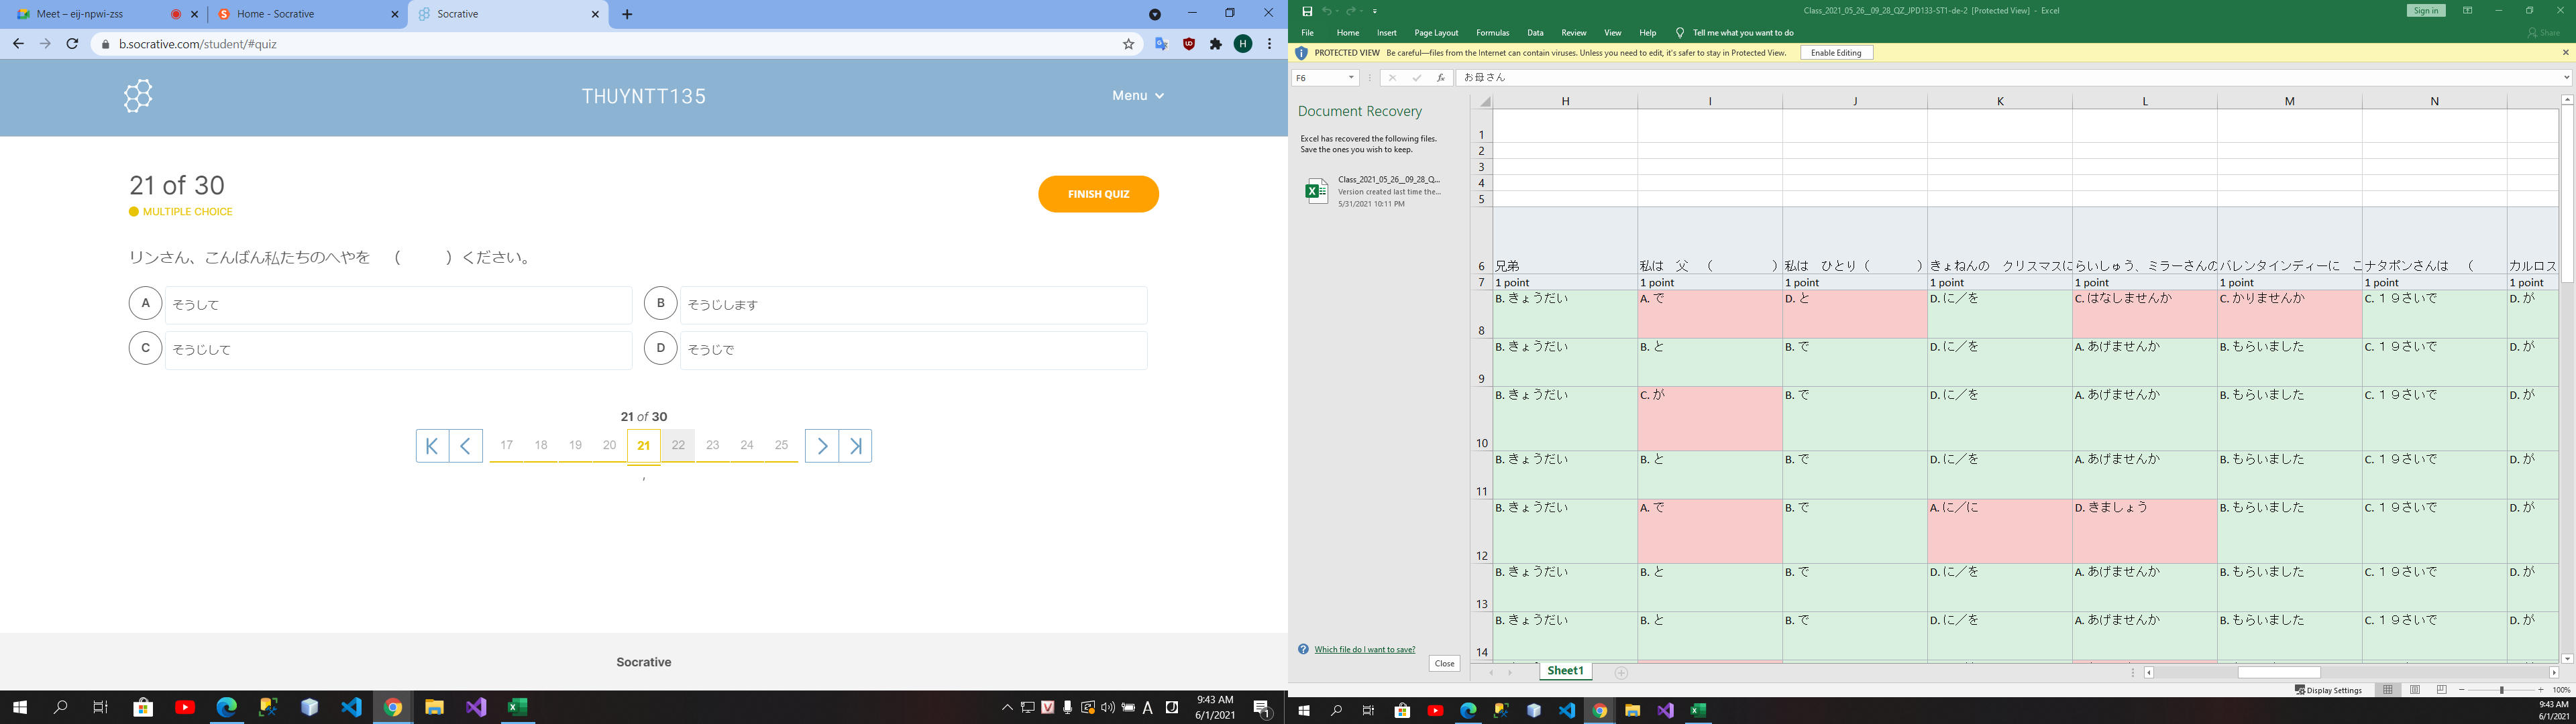 Meet – eij-npwi-zss
Home - Socrative
Socrative
b.socrative.com/student/#quiz
THUYNTT135
Menu
21 of 30
MULTIPLE CHOICE
FINISH QUIZ
リンさん、こんばん私たちのへやを （ ）ください。
A そうして
B そうじします
C そうじして
D そうじで
21 of 30
17 18 19 20 21 22 23 24 25
Socrative
9:43 AM
6/1/2021
Class_2021_05_26__09_28_QZ_JPD133-ST1-de-2 [Protected View] - Excel
Sign in
File Home Insert Page Layout Formulas Data Review View Help Tell me what you want to do
Share
PROTECTED VIEW Be careful—files from the Internet can contain viruses. Unless you need to edit, it's safer to stay in Protected View. Enable Editing
F6 fx お母さん
Document Recovery
Excel has recovered the following files.
Save the ones you wish to keep.
Class_2021_05_26__09_28_Q...
Version created last time the...
5/31/2021 10:11 PM
Which file do I want to save?
Close
H I J K L M N
1
2
3
4
5
6 兄弟 私は 父 （ ） 私は ひとり（ ） きょねんの クリスマスに らいしゅう、ミラーさんの バレンタインディーに こ ナタポンさんは （ カルロス
7 1 point 1 point 1 point 1 point 1 point 1 point 1 point 1 point
8 B. きょうだい A. で D. と D. に／を C. はなしませんか C. かりませんか C. １９さいで D. が
9 B. きょうだい B. と B. で D. に／を A. あげませんか B. もらいました C. １９さいで D. が
10 B. きょうだい C. が B. で D. に／を A. あげませんか B. もらいました C. １９さいで D. が
11 B. きょうだい B. と B. で D. に／を A. あげませんか B. もらいました C. １９さいで D. が
12 B. きょうだい A. で B. で A. に／に D. きましょう B. もらいました C. １９さいで D. が
13 B. きょうだい B. と B. で D. に／を A. あげませんか B. もらいました C. １９さいで D. が
14 B. きょうだい B. と B. で D. に／を A. あげませんか B. もらいました C. １９さいで D. が
Sheet1
Display Settings
100%
9:43 AM
6/1/2021